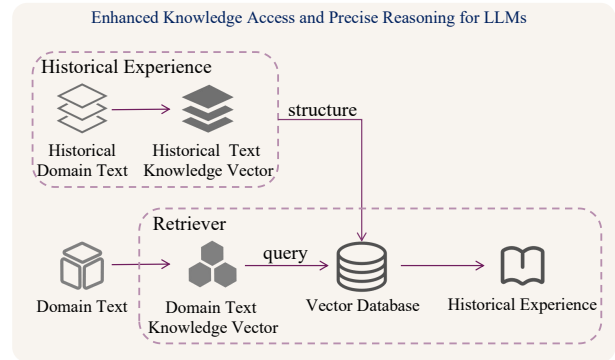 Enhanced Knowledge Access and Precise Reasoning for LLMs
Historical Experience
structure
Historical
Domain Text
Historical Text
Knowledge Vector
Retriever
query
Domain Text
Domain Text
Knowledge Vector
Vector Database
Historical Experience